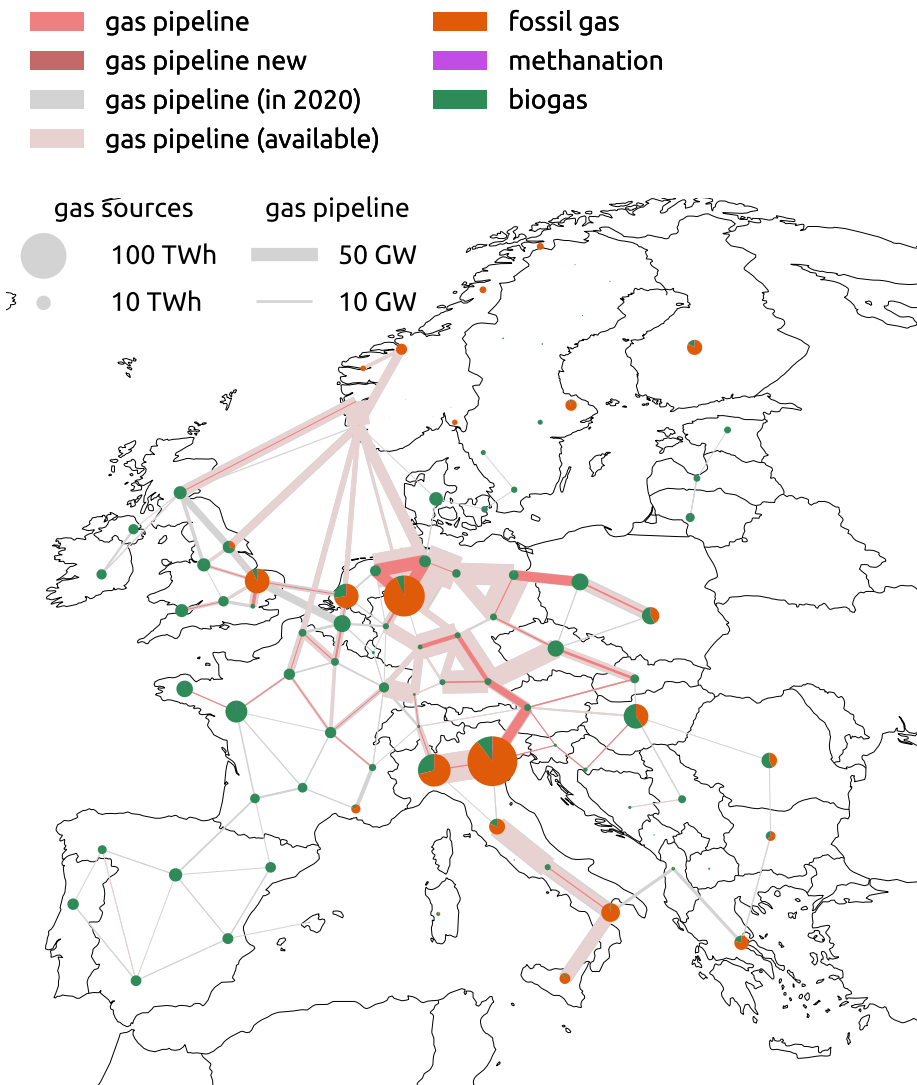 gas pipeline
gas pipeline new
gas pipeline (in 2020)
gas pipeline (available)
fossil gas
methanation
biogas
gas sources
100 TWh
10 TWh
gas pipeline
50 GW
10 GW